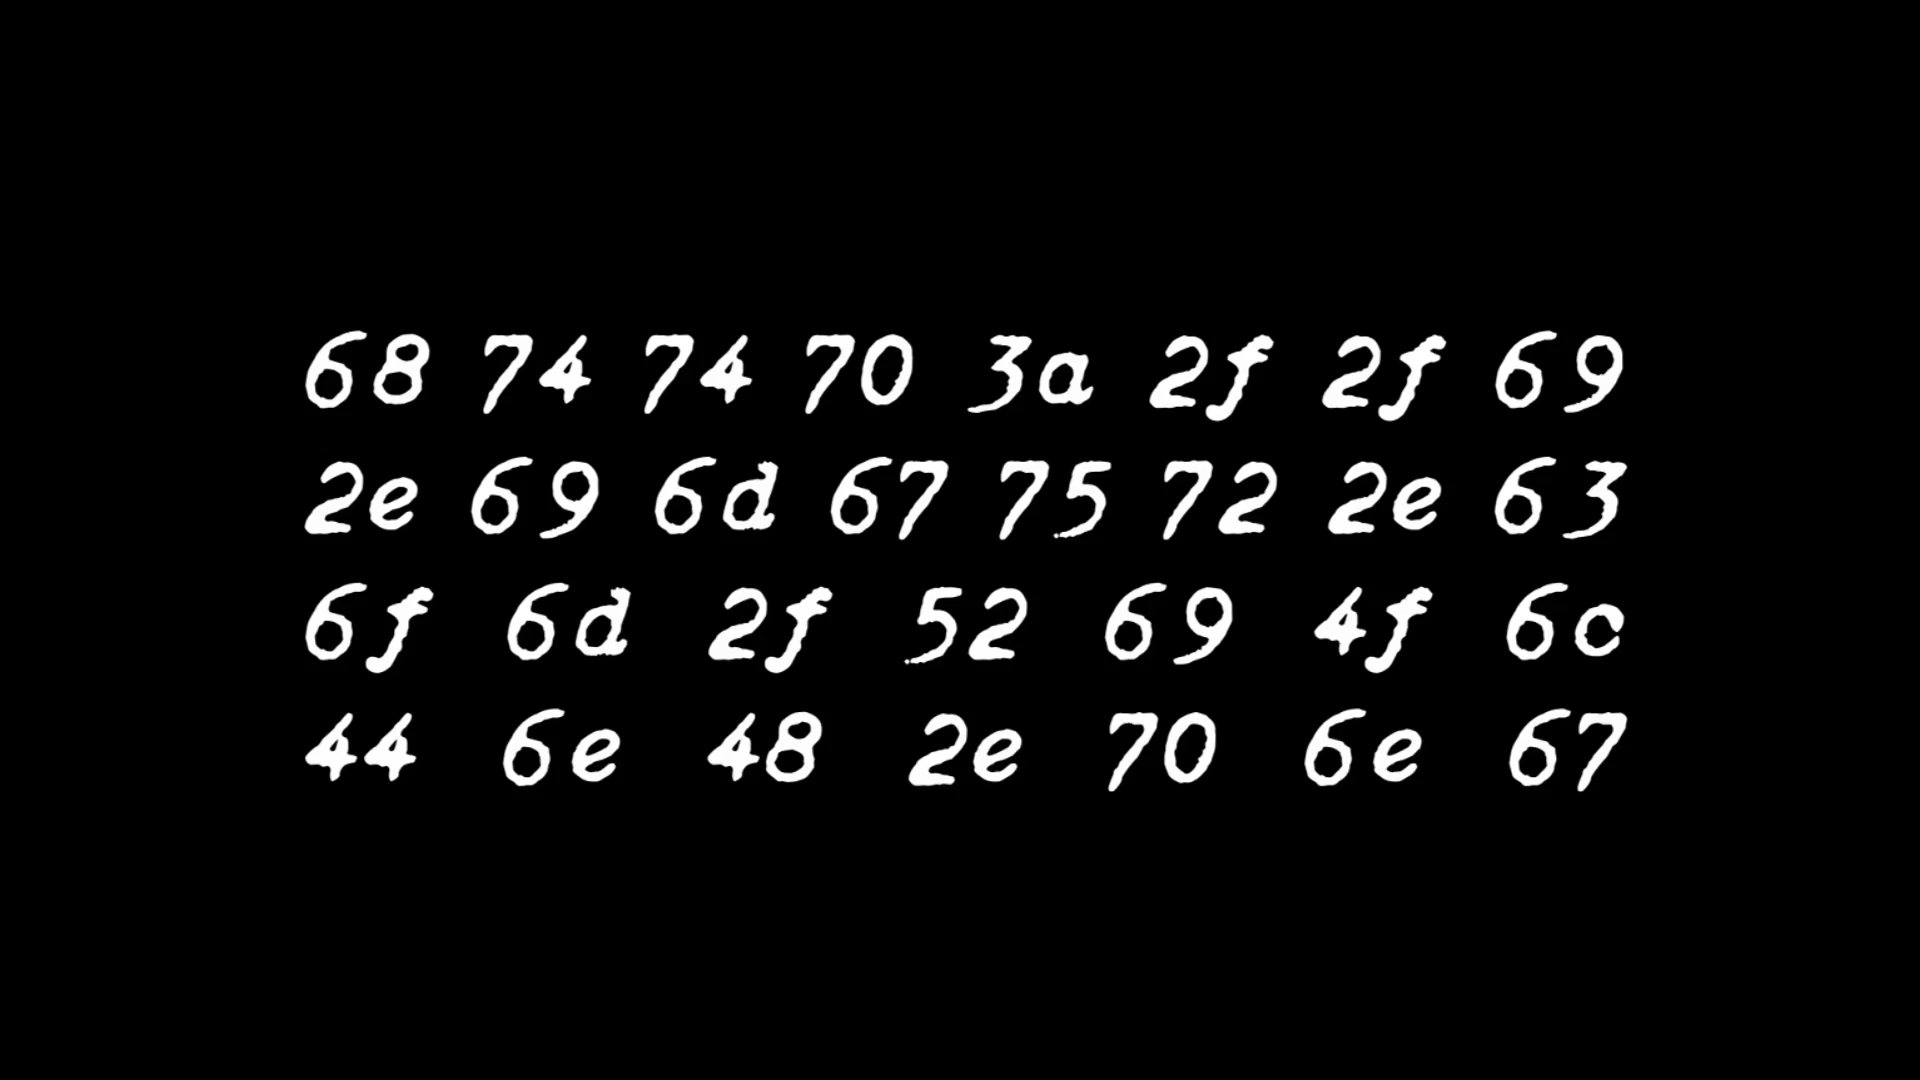 68 74 74 70 3a 2f 2f 69
2e 69 6d 67 75 72 2e 63
6f 6d 2f 52 69 4f 6c
44 6e 48 2e 70 6e 67